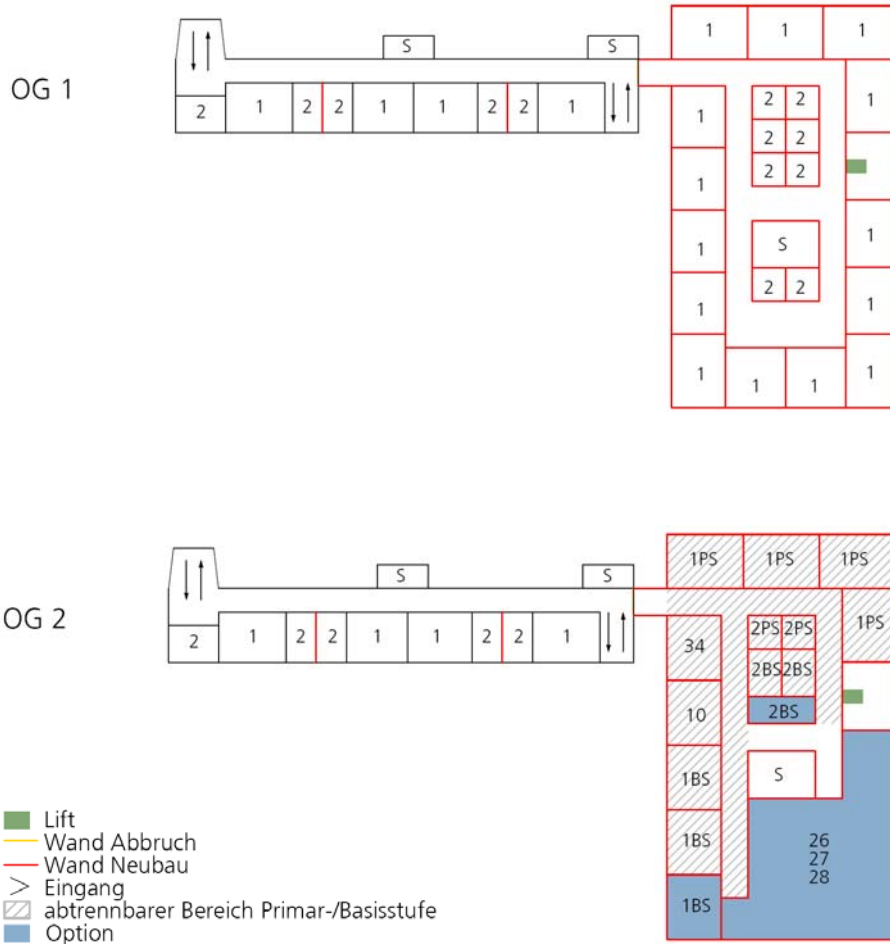 1 1 1
S S
OG 1
2 1 2 2 1 1 2 2 1
1 2 2 1
2 2
1 2 2
1 S 1
1 2 2 1
1 1 1 1
1PS 1PS 1PS
S S
OG 2
2 1 2 2 1 1 2 2 1
34 2PS 2PS 1PS
2BS 2BS
10 2BS
1BS S
1BS 26
27
28
1BS
Lift
Wand Abbruch
Wand Neubau
> Eingang
abtrennbarer Bereich Primar-/Basisstufe
Option